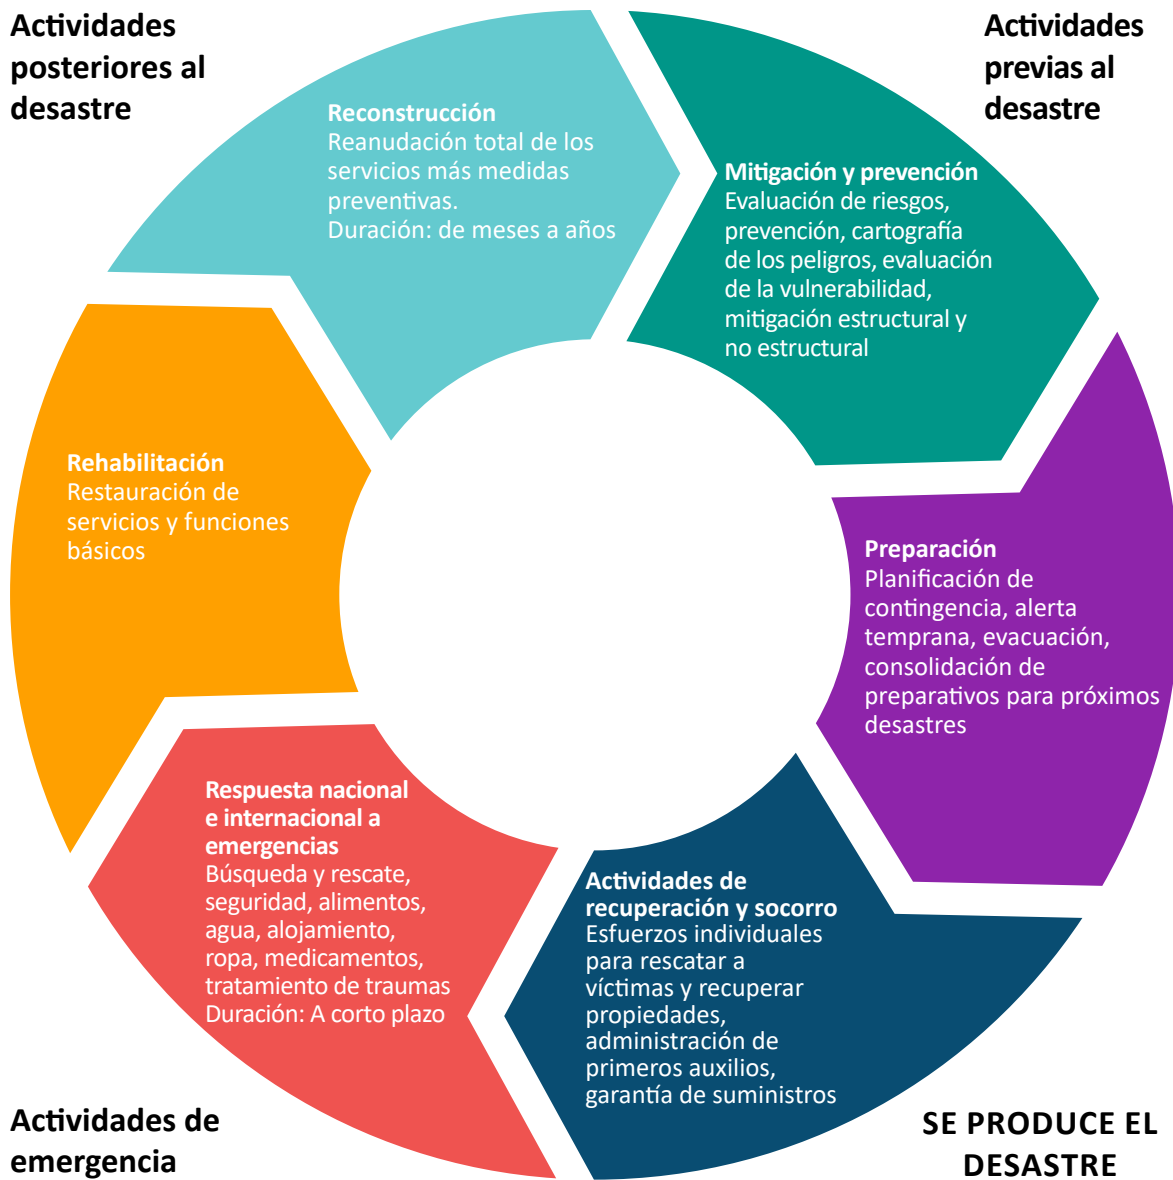 Actividades
posteriores al
desastre
Actividades
previas al
desastre
Reconstrucción
Reanudación total de los
servicios más medidas
preventivas.
Duración: de meses a años
Mitigación y prevención
Evaluación de riesgos,
prevención, cartografía
de los peligros, evaluación
de la vulnerabilidad,
mitigación estructural y
no estructural
Rehabilitación
Restauración de
servicios y funciones
básicos
Preparación
Planificación de
contingencia, alerta
temprana, evacuación,
consolidación de
preparativos para próximos
desastres
Respuesta nacional
e internacional a
emergencias
Búsqueda y rescate,
seguridad, alimentos,
agua, alojamiento,
ropa, medicamentos,
tratamiento de traumas
Duración: A corto plazo
Actividades de
recuperación y socorro
Esfuerzos individuales
para rescatar a
víctimas y recuperar
propiedades,
administración de
primeros auxilios,
garantía de suministros
Actividades de
emergencia
SE PRODUCE EL
DESASTRE